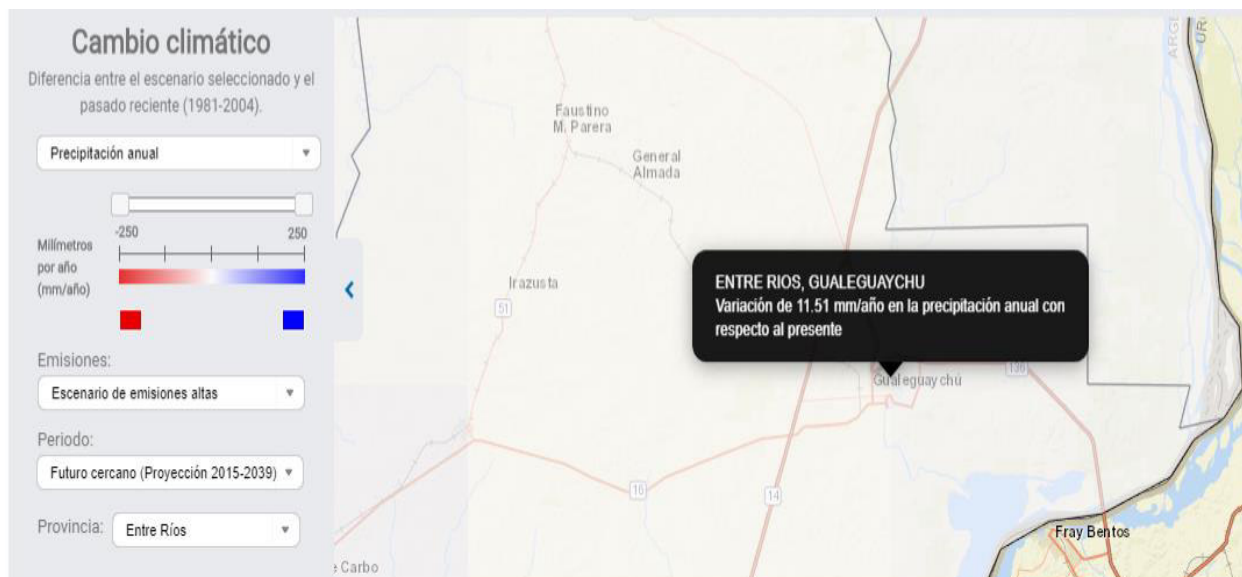 Cambio climático
Diferencia entre el escenario seleccionado y el
pasado reciente (1981-2004).
Precipitación anual
-250
250
Milímetros
por año
(mm/año)
Emisiones:
Escenario de emisiones altas
Periodo:
Futuro cercano (Proyección 2015-2039)
Provincia:
Entre Ríos
Faustino
M. Parera
General
Almada
Irazusta
51
ENTRE RIOS, GUALEGUAYCHU
Variación de 11.51 mm/año en la precipitación anual con
respecto al presente
Gualeguaychú
136
16
14
Fray Bentos
e Carbo
ARGE
URU